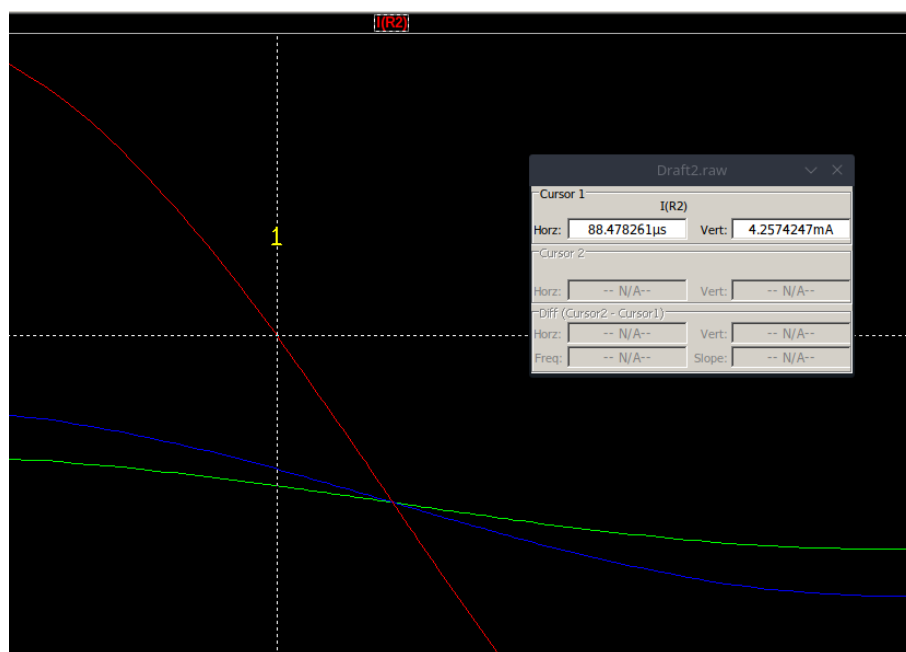 I(R2)
1
Draft2.raw
Cursor 1
I(R2)
Horz: 88.478261µs Vert: 4.2574247mA
Cursor 2
Horz: -- N/A-- Vert: -- N/A--
Diff (Cursor2 - Cursor1)
Horz: -- N/A-- Vert: -- N/A--
Freq: -- N/A-- Slope: -- N/A--